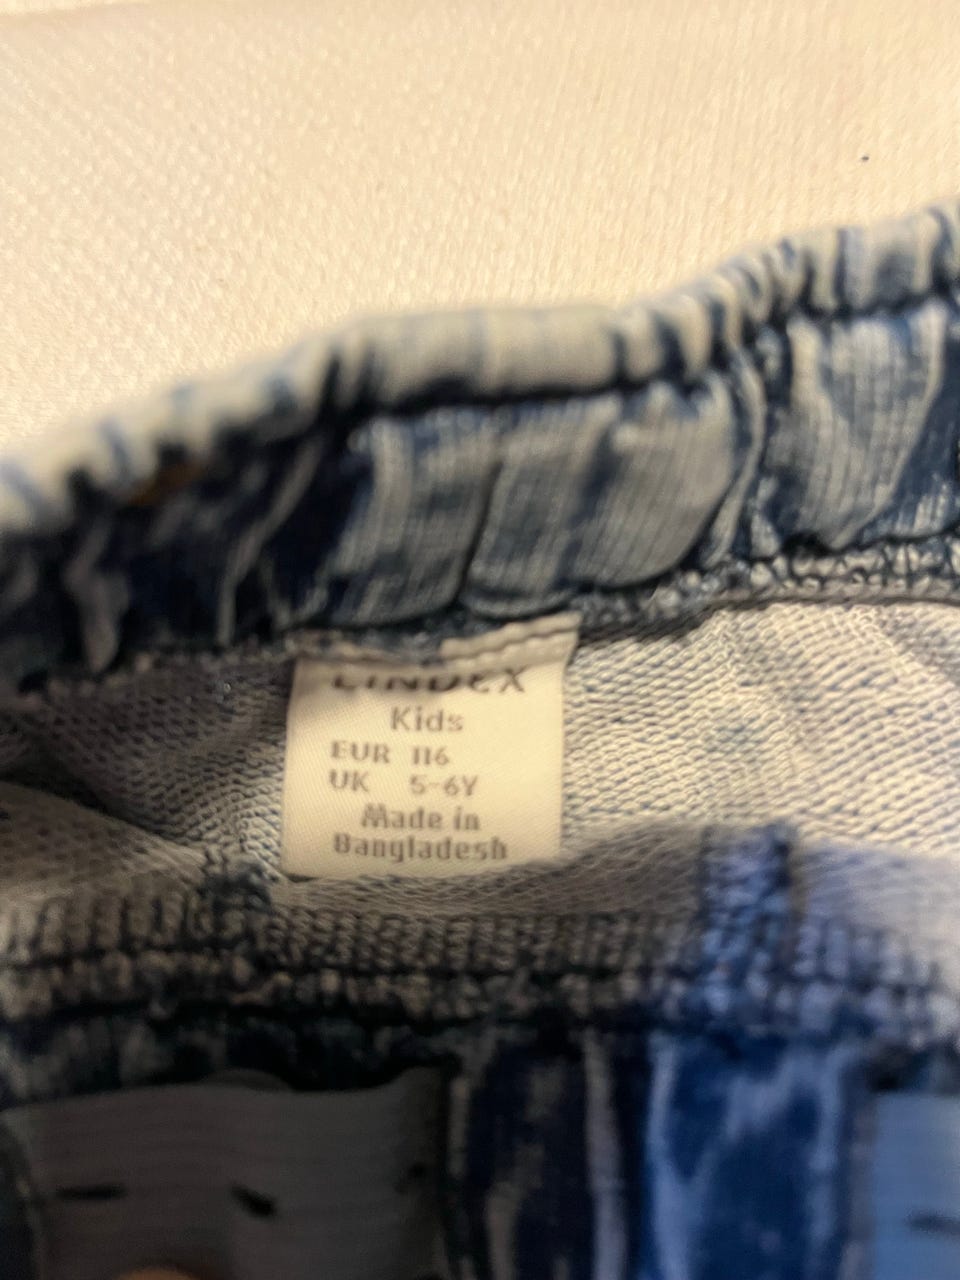 LINDEX
Kids
EUR 116
UK 5-6Y
Made in
Bangladesh